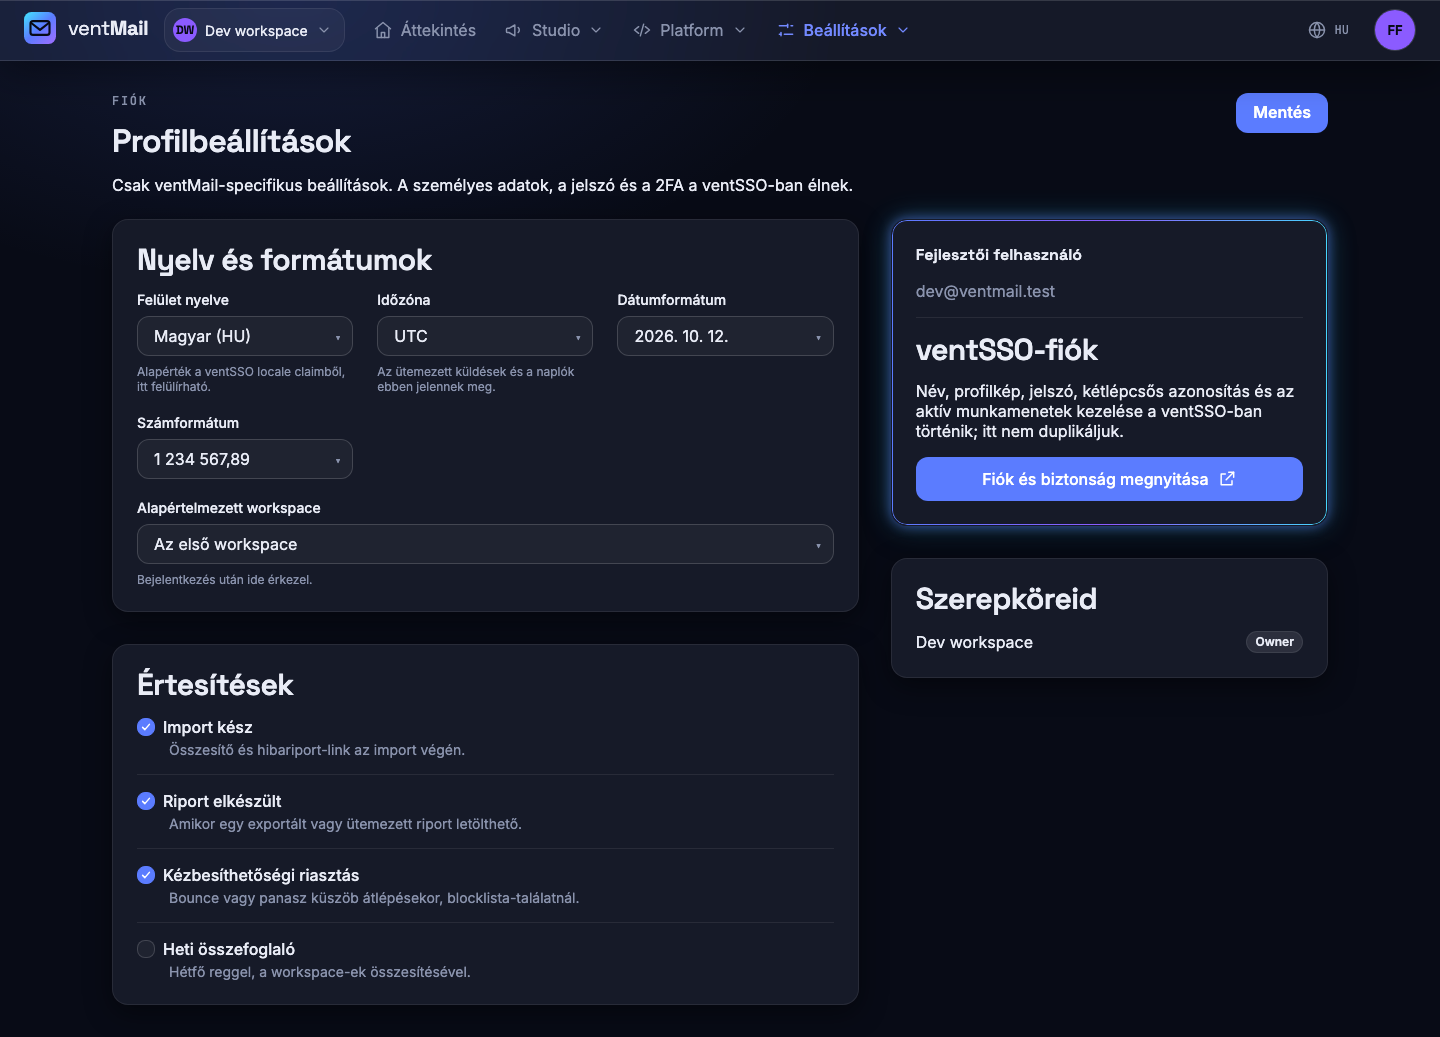 ventMail
DW Dev workspace
Áttekintés
Studio
Platform
Beállítások
HU
FF
FIÓK
Profilbeállítások
Mentés
Csak ventMail-specifikus beállítások. A személyes adatok, a jelszó és a 2FA a ventSSO-ban élnek.
Nyelv és formátumok
Felület nyelve
Magyar (HU)
Alapérték a ventSSO locale claimből,
itt felülírható.
Időzóna
UTC
Az ütemezett küldések és a naplók
ebben jelennek meg.
Dátumformátum
2026. 10. 12.
Számformátum
1 234 567,89
Alapértelmezett workspace
Az első workspace
Bejelentkezés után ide érkezel.
Értesítések
Import kész
Összesítő és hibariport-link az import végén.
Riport elkészült
Amikor egy exportált vagy ütemezett riport letölthető.
Kézbesíthetőségi riasztás
Bounce vagy panasz küszöb átlépésekor, blocklista-találatnál.
Heti összefoglaló
Hétfő reggel, a workspace-ek összesítésével.
Fejlesztői felhasználó
dev@ventmail.test
ventSSO-fiók
Név, profilkép, jelszó, kétlépcsős azonosítás és az
aktív munkamenetek kezelése a ventSSO-ban
történik; itt nem duplikáljuk.
Fiók és biztonság megnyitása
Szerepköreid
Dev workspace
Owner